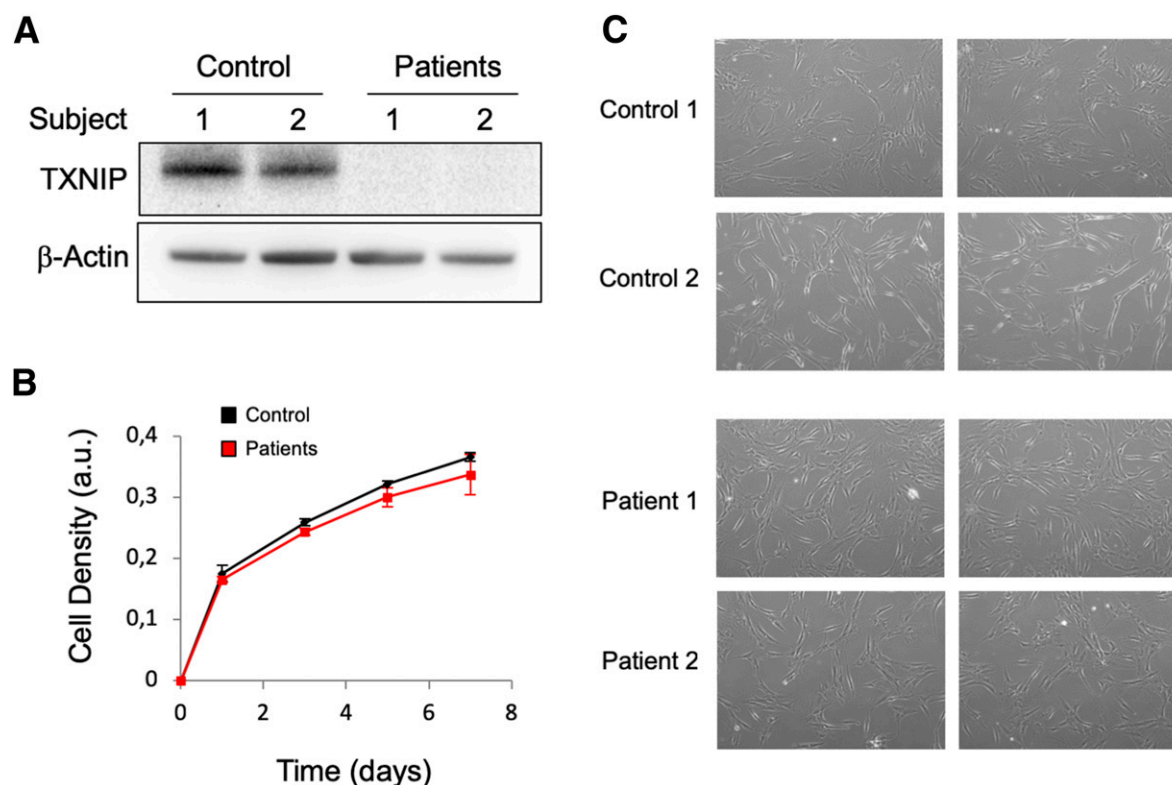 A
Control Patients
Subject 1 2 1 2
TXNIP
β-Actin
B
Control
Patients
0,4
0,3
0,2
0,1
0
0 2 4 6 8
Cell Density (a.u.)
Time (days)
C
Control 1
Control 2
Patient 1
Patient 2